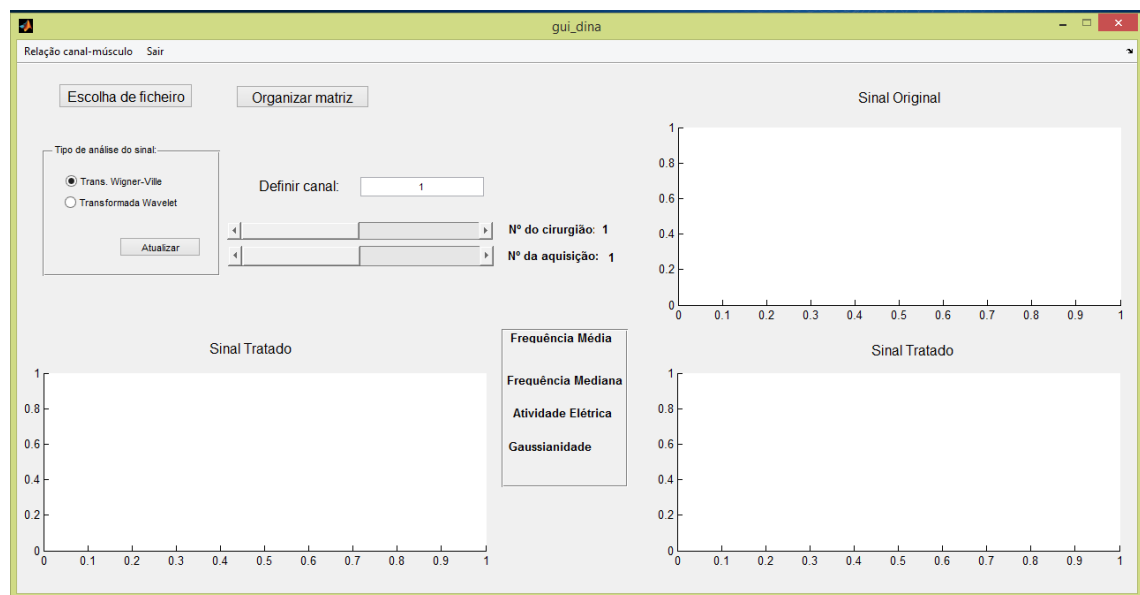 gui_dina
Relação canal-músculo Sair
Escolha de ficheiro
Organizar matriz
Tipo de análise do sinal:
Trans. Wigner-Ville
Transformada Wavelet
Atualizar
Definir canal:
1
Nº do cirurgião: 1
Nº da aquisição: 1
Sinal Original
1
0.8
0.6
0.4
0.2
0
0 0.1 0.2 0.3 0.4 0.5 0.6 0.7 0.8 0.9 1
Sinal Tratado
1
0.8
0.6
0.4
0.2
0
0 0.1 0.2 0.3 0.4 0.5 0.6 0.7 0.8 0.9 1
Frequência Média
Frequência Mediana
Atividade Elétrica
Gaussianidade
Sinal Tratado
1
0.8
0.6
0.4
0.2
0
0 0.1 0.2 0.3 0.4 0.5 0.6 0.7 0.8 0.9 1